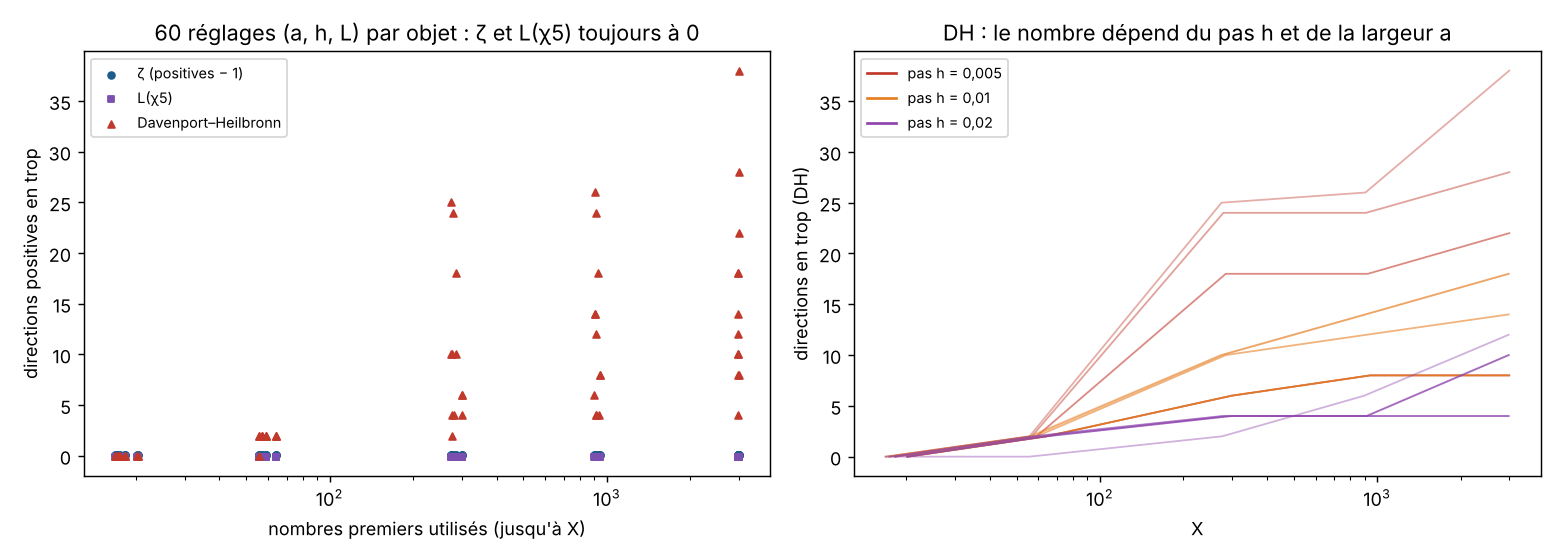 60 réglages (a, h, L) par objet : ζ et L(χ5) toujours à 0
ζ (positives − 1)
L(χ5)
Davenport–Heilbronn
directions positives en trop
35
30
25
20
15
10
5
0
10²
10³
nombres premiers utilisés (jusqu'à X)
DH : le nombre dépend du pas h et de la largeur a
pas h = 0,005
pas h = 0,01
pas h = 0,02
directions en trop (DH)
35
30
25
20
15
10
5
0
10²
10³
X